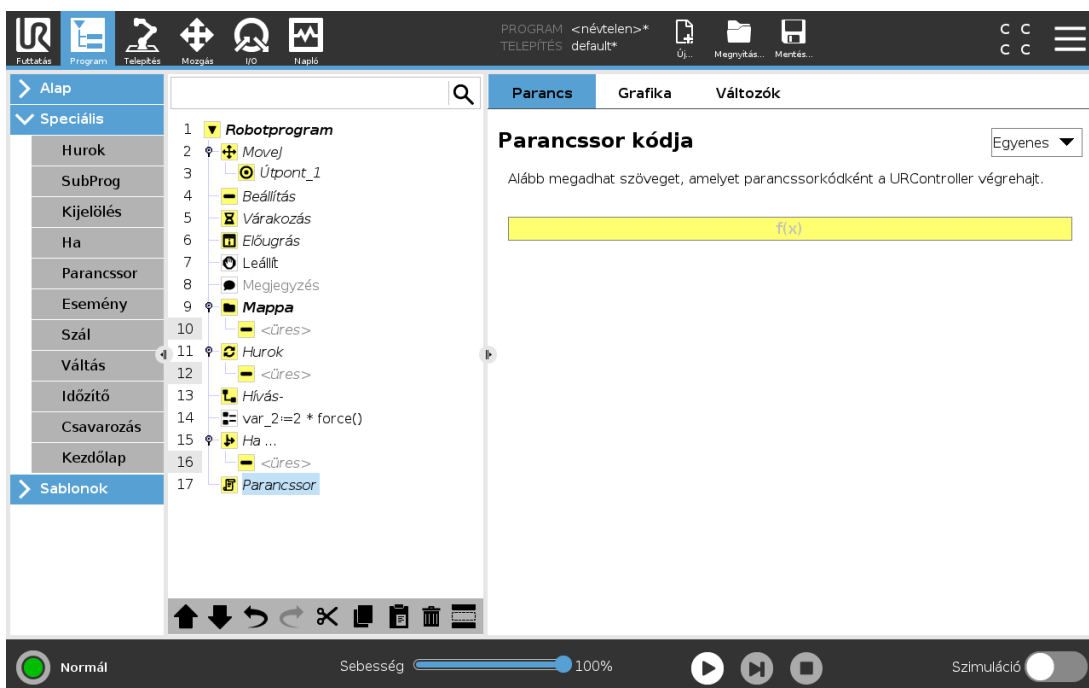 PROGRAM <névtelen>*
TELEPÍTÉS default*
Futtatás
Program
Telepítés
Mozgás
I/O
Napló
Új...
Megnyitás...
Mentés...
C C
C C
Alap
Speciális
Hurok
SubProg
Kijelölés
Ha
Parancssor
Esemény
Szál
Váltás
Időzítő
Csavarozás
Kezdőlap
Sablonok
1 Robotprogram
2 MoveJ
3 Útpont_1
4 Beállítás
5 Várakozás
6 Előugrás
7 Leállít
8 Megjegyzés
9 Mappa
10 <üres>
11 Hurok
12 <üres>
13 Hívás-
14 var_2:=2 * force()
15 Ha ...
16 <üres>
17 Parancssor
Parancs Grafika Változók
Parancssor kódja
Egyenes
Alább megadhat szöveget, amelyet parancssorkódként a URController végrehajt.
f(x)
Normál
Sebesség
100%
Szimuláció